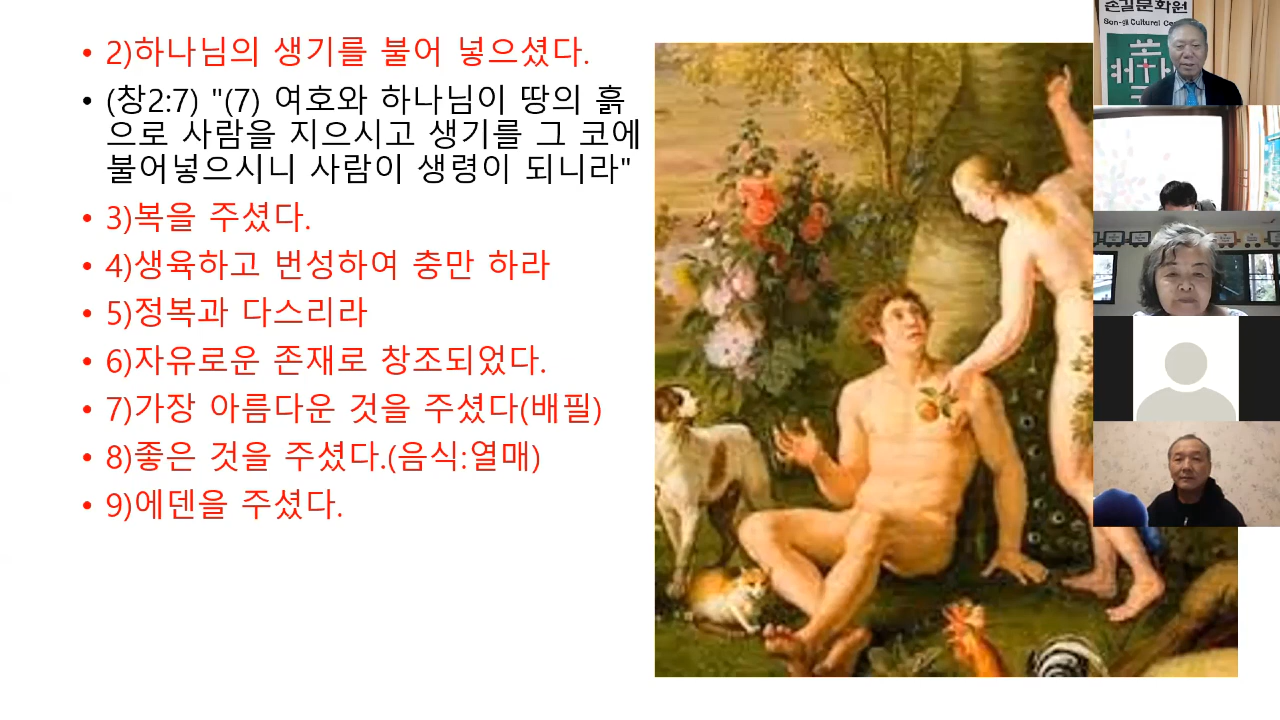 • 2)하나님의 생기를 불어 넣으셨다.
• (창2:7) "(7) 여호와 하나님이 땅의 흙
으로 사람을 지으시고 생기를 그 코에
불어넣으시니 사람이 생령이 되니라"
• 3)복을 주셨다.
• 4)생육하고 번성하여 충만 하라
• 5)정복과 다스리라
• 6)자유로운 존재로 창조되었다.
• 7)가장 아름다운 것을 주셨다(배필)
• 8)좋은 것을 주셨다.(음식:열매)
• 9)에덴을 주셨다.
손길문화원
Son-gil Cultural